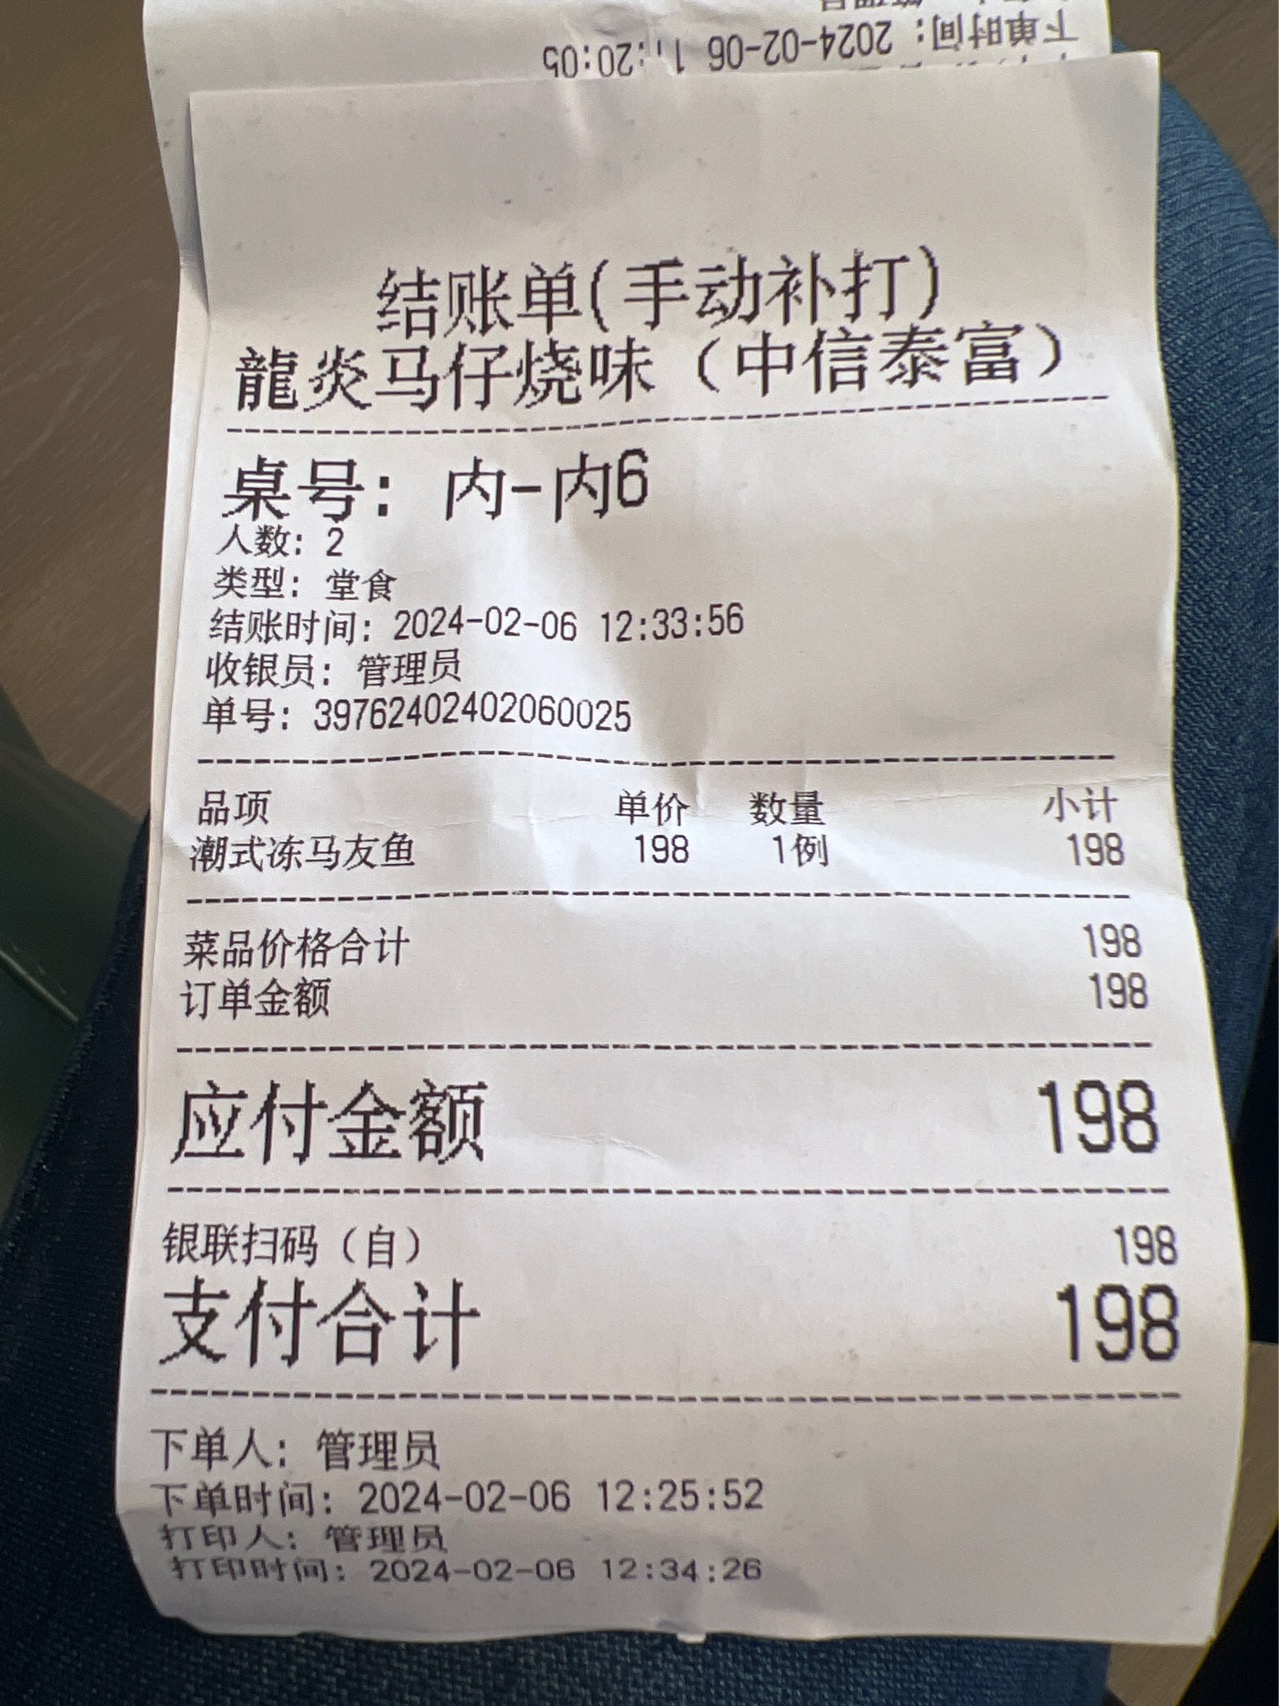 下单时间: 2024-02-06 11:20:05
结账单(手动补打)
龍炎马仔烧味（中信泰富）
桌号: 内-内6
人数: 2
类型: 堂食
结账时间: 2024-02-06 12:33:56
收银员: 管理员
单号: 39762402402060025
品项 单价 数量 小计
潮式冻马友鱼 198 1例 198
菜品价格合计 198
订单金额 198
应付金额 198
银联扫码（自） 198
支付合计 198
下单人: 管理员
下单时间: 2024-02-06 12:25:52
打印人: 管理员
打印时间: 2024-02-06 12:34:26